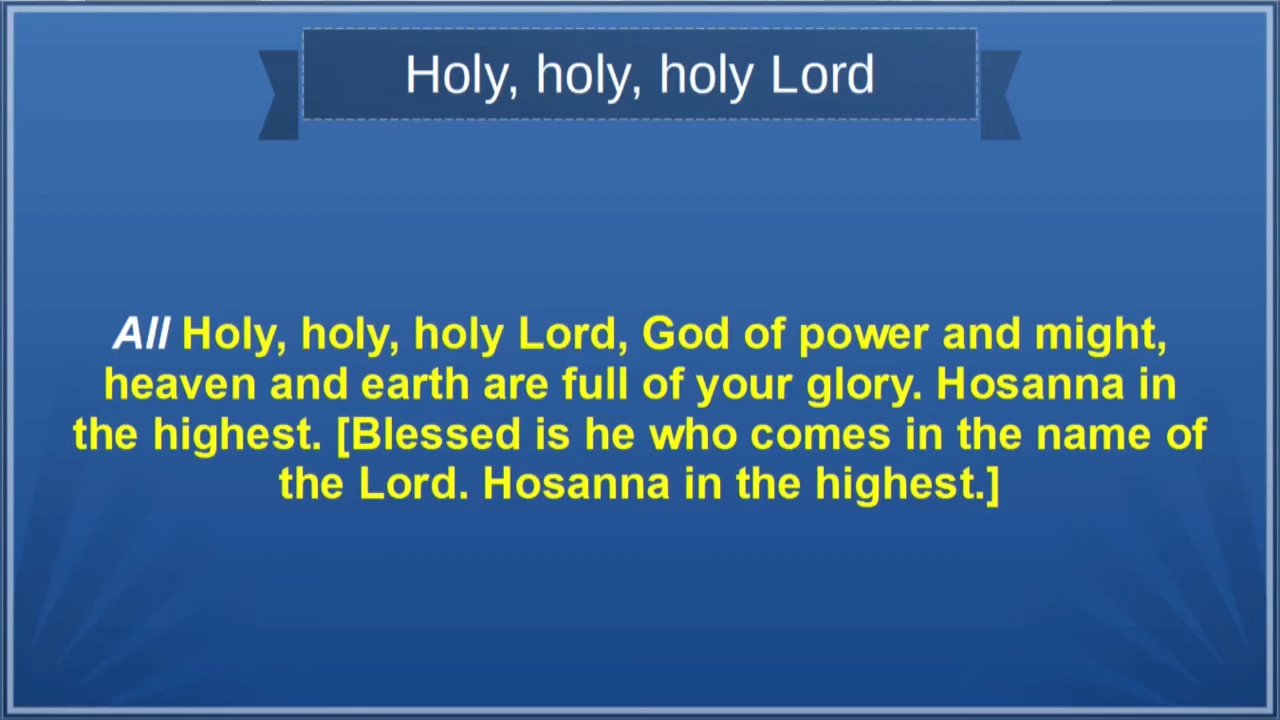 Holy, holy, holy Lord
All Holy, holy, holy Lord, God of power and might,
heaven and earth are full of your glory. Hosanna in
the highest. [Blessed is he who comes in the name of
the Lord. Hosanna in the highest.]